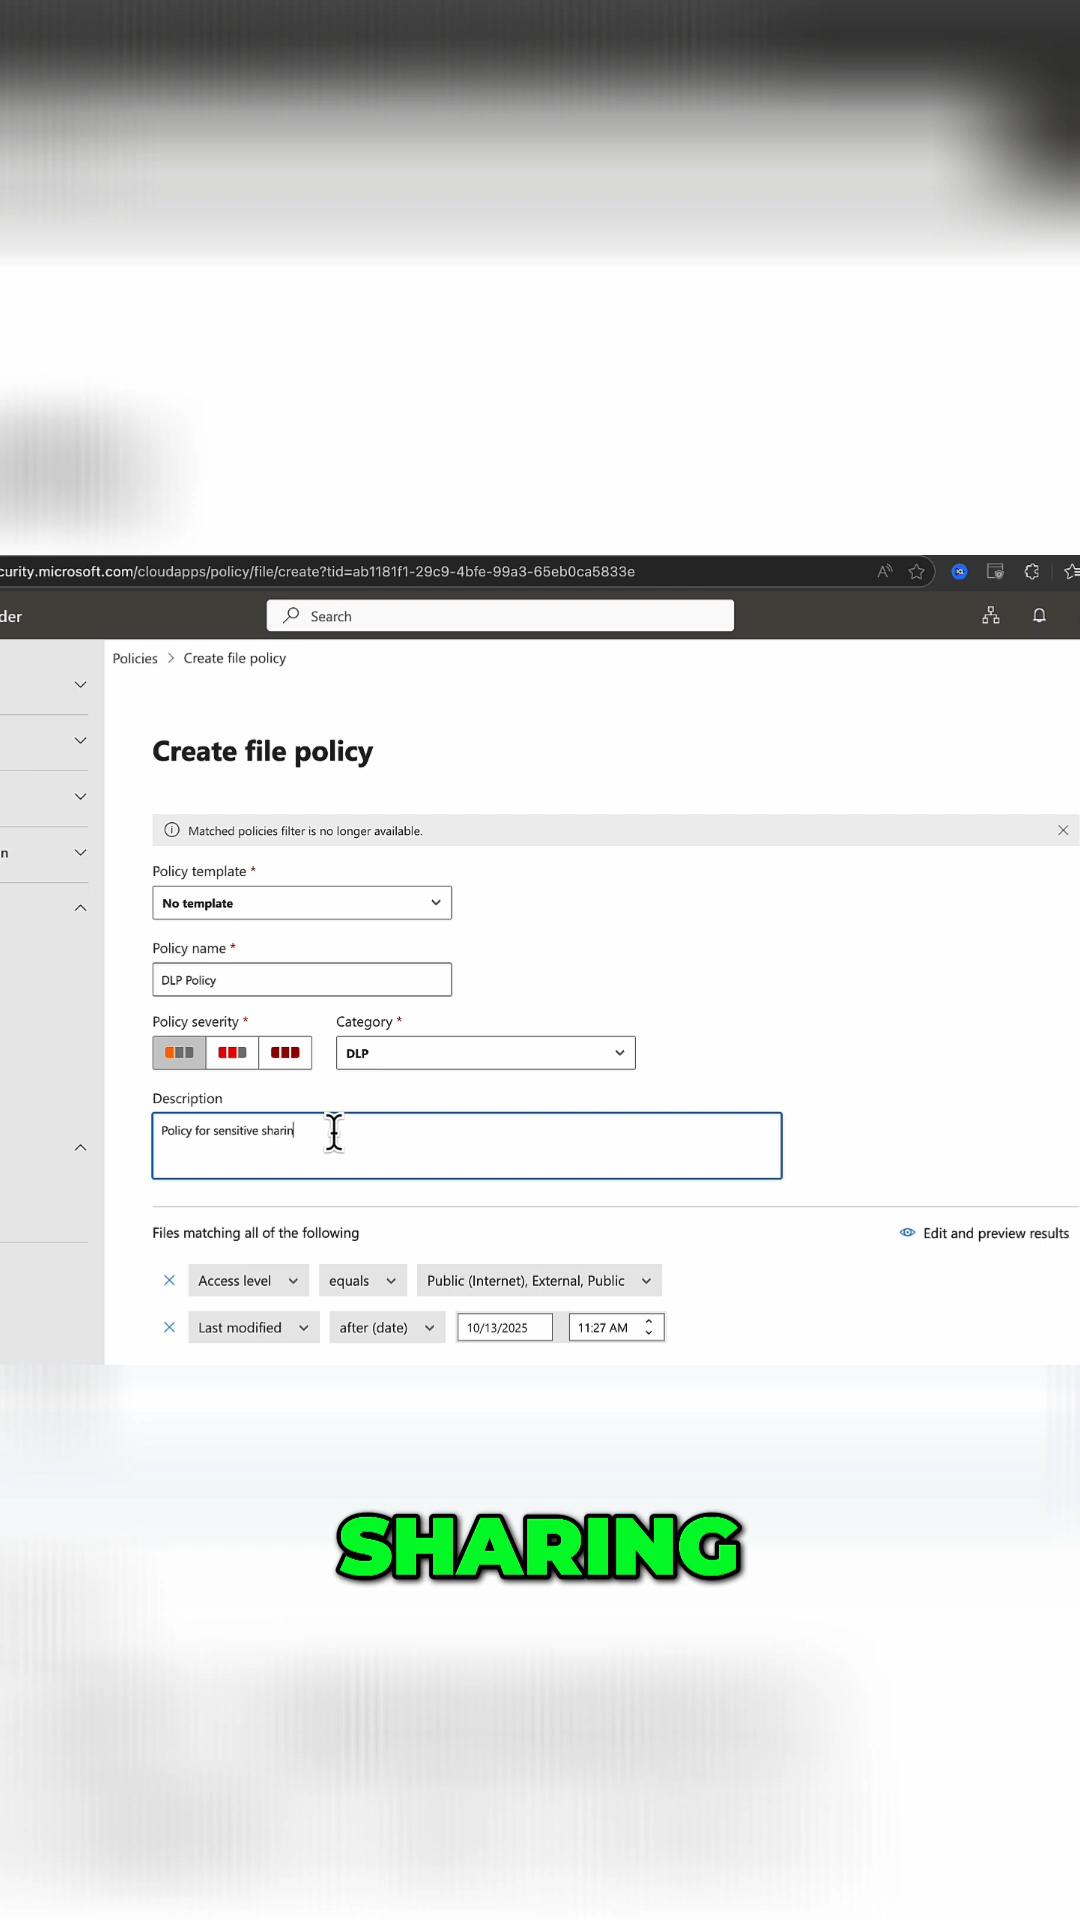 curity.microsoft.com/cloudapps/policy/file/create?tid=ab1181f1-29c9-4bfe-99a3-65eb0ca5833e
der
Search
Policies > Create file policy
Create file policy
Matched policies filter is no longer available.
n
Policy template *
No template
Policy name *
DLP Policy
Policy severity * Category *
DLP
Description
Policy for sensitive sharin
Files matching all of the following Edit and preview results
Access level equals Public (Internet), External, Public
Last modified after (date) 10/13/2025 11:27 AM
SHARING